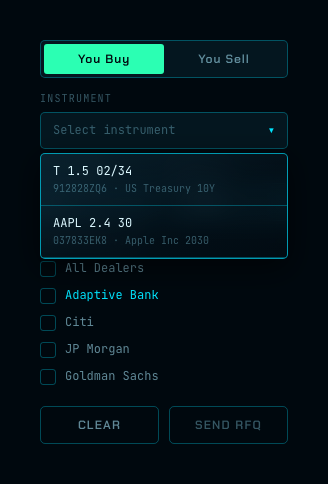 You Buy You Sell
INSTRUMENT
Select instrument
T 1.5 02/34
912828ZQ6 · US Treasury 10Y
AAPL 2.4 30
037833EK8 · Apple Inc 2030
All Dealers
Adaptive Bank
Citi
JP Morgan
Goldman Sachs
CLEAR SEND RFQ